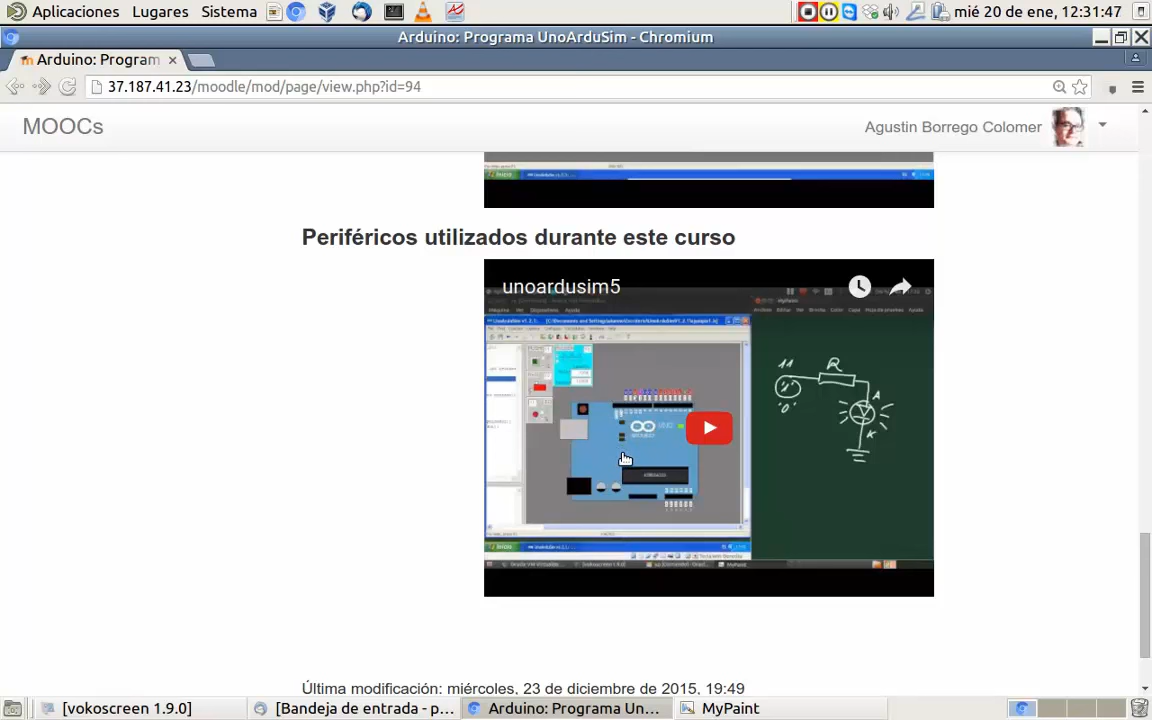 Aplicaciones Lugares Sistema mié 20 de ene, 12:31:47
Arduino: Programa UnoArduSim - Chromium
Arduino: Program
37.187.41.23/moodle/mod/page/view.php?id=94
MOOCs Agustin Borrego Colomer
Periféricos utilizados durante este curso
unoardusim5
11 R
"1" A
"0"
K
Última modificación: miércoles, 23 de diciembre de 2015, 19:49
[vokoscreen 1.9.0] [Bandeja de entrada - p... Arduino: Programa Un... MyPaint